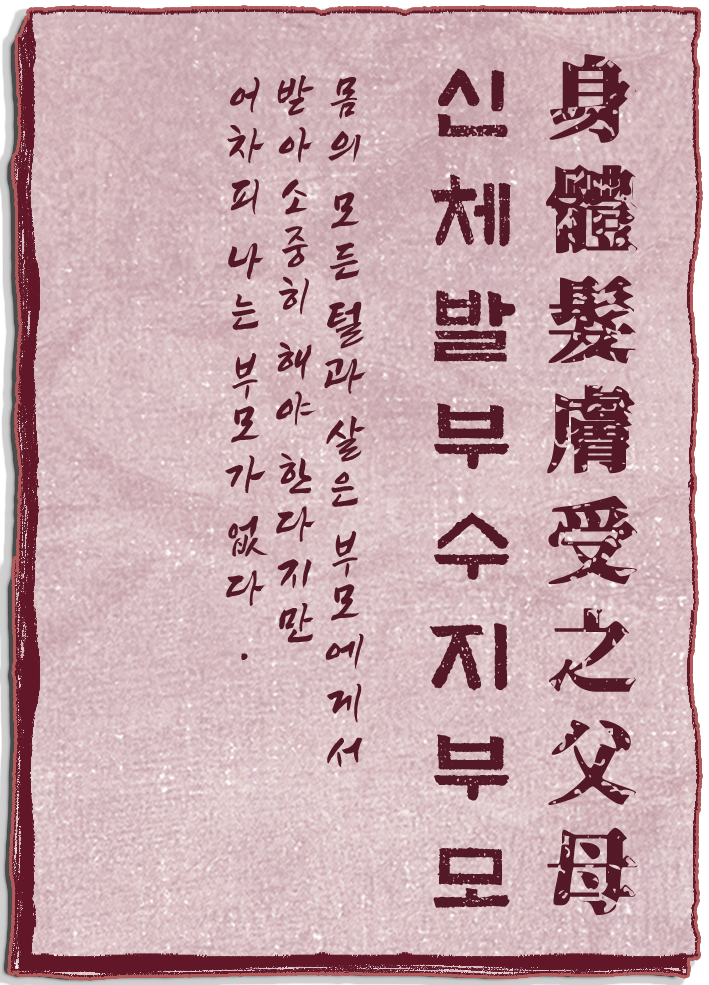 身體髮膚受之父母
신체발부수지부모
몸의 모든 털과 살은 부모에게서
받아 소중히 해야 한다지만
어차피 나는 부모가 없다.